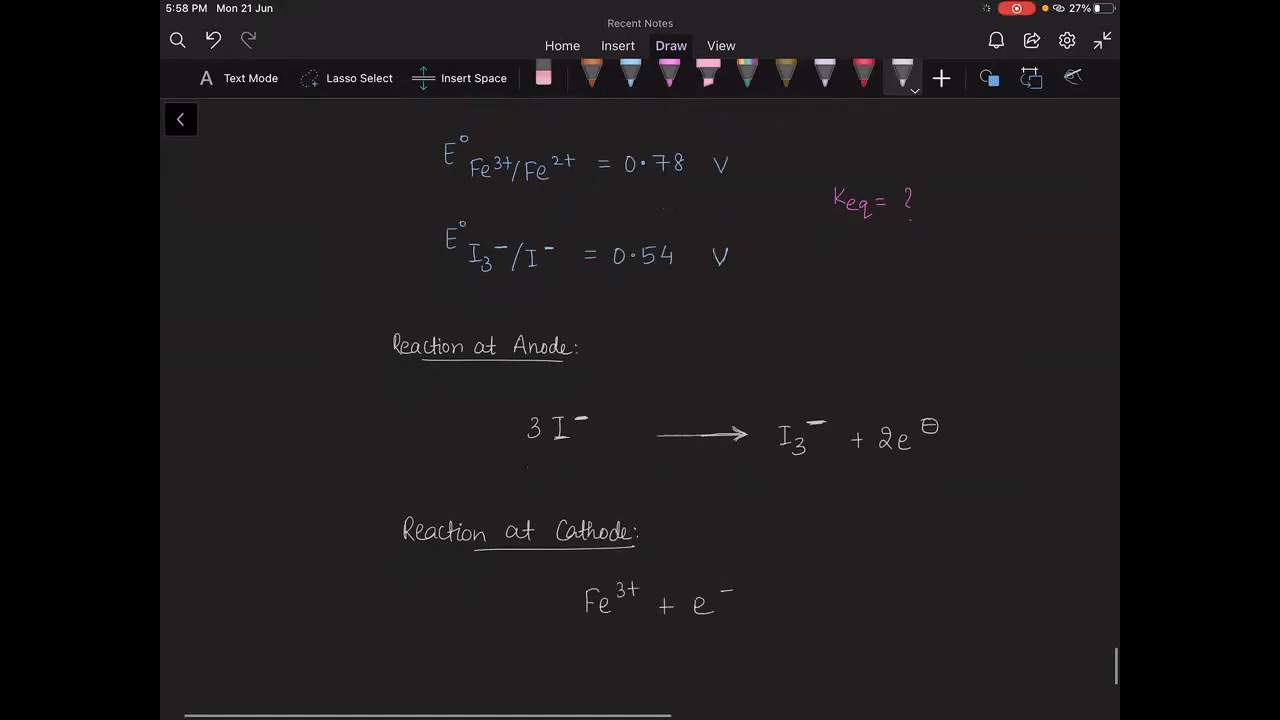 5:58 PM Mon 21 Jun
27%
Recent Notes
Home Insert Draw View
A Text Mode Lasso Select Insert Space
E° Fe³⁺/Fe²⁺ = 0.78 V
Keq = ?
E° I₃⁻/I⁻ = 0.54 V
Reaction at Anode:
3 I⁻ ⟶ I₃⁻ + 2e⊖
Reaction at Cathode:
Fe³⁺ + e⁻